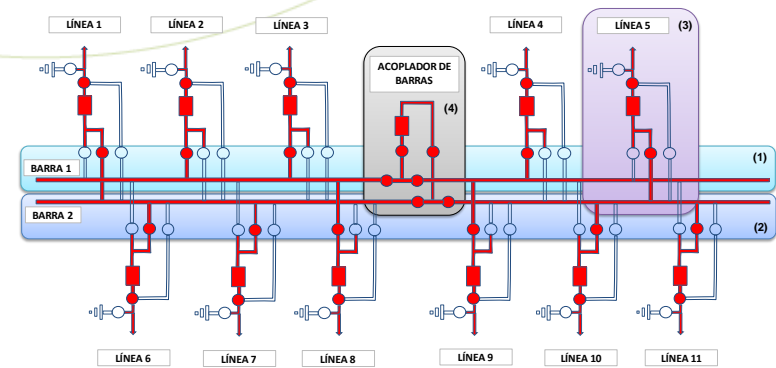 LÍNEA 1
LÍNEA 2
LÍNEA 3
LÍNEA 4
LÍNEA 5
(3)
ACOPLADOR DE
BARRAS
(4)
(1)
BARRA 1
BARRA 2
(2)
LÍNEA 6
LÍNEA 7
LÍNEA 8
LÍNEA 9
LÍNEA 10
LÍNEA 11